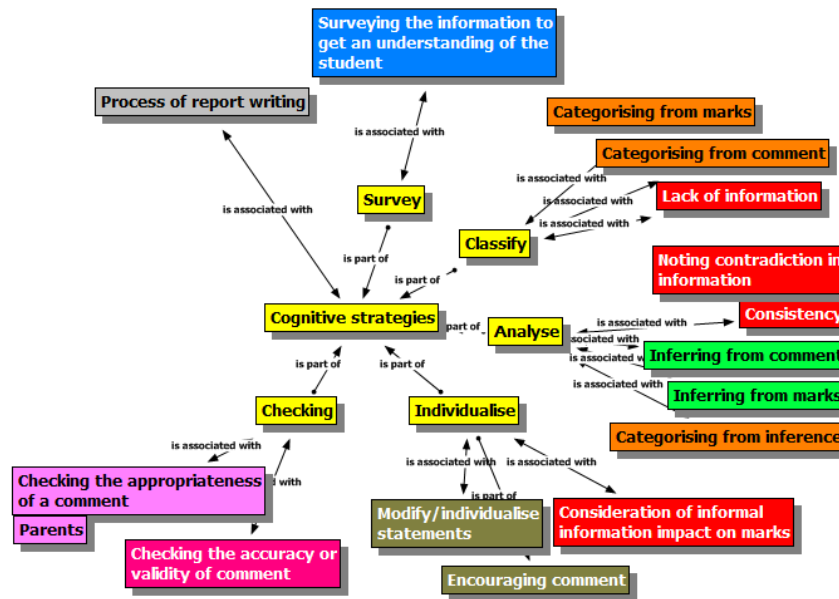 Surveying the information to
get an understanding of the
student
Process of report writing
is associated with
Categorising from marks
Categorising from comment
is associated with
is associated with
Survey
Lack of information
is associated with
is associated with
Classify
is part of
is part of
Noting contradiction in
information
Cognitive strategies
part of
Analyse
is associated with
Consistency
associated with
Inferring from comment
is associated
is associated with
Inferring from marks
is part of
is part of
Checking
Individualise
Categorising from inference
is associated with
is associated with
is associated with
Checking the appropriateness
of a comment
with
is part of
Parents
Modify/individualise
statements
Consideration of informal
information impact on marks
Checking the accuracy or
validity of comment
Encouraging comment